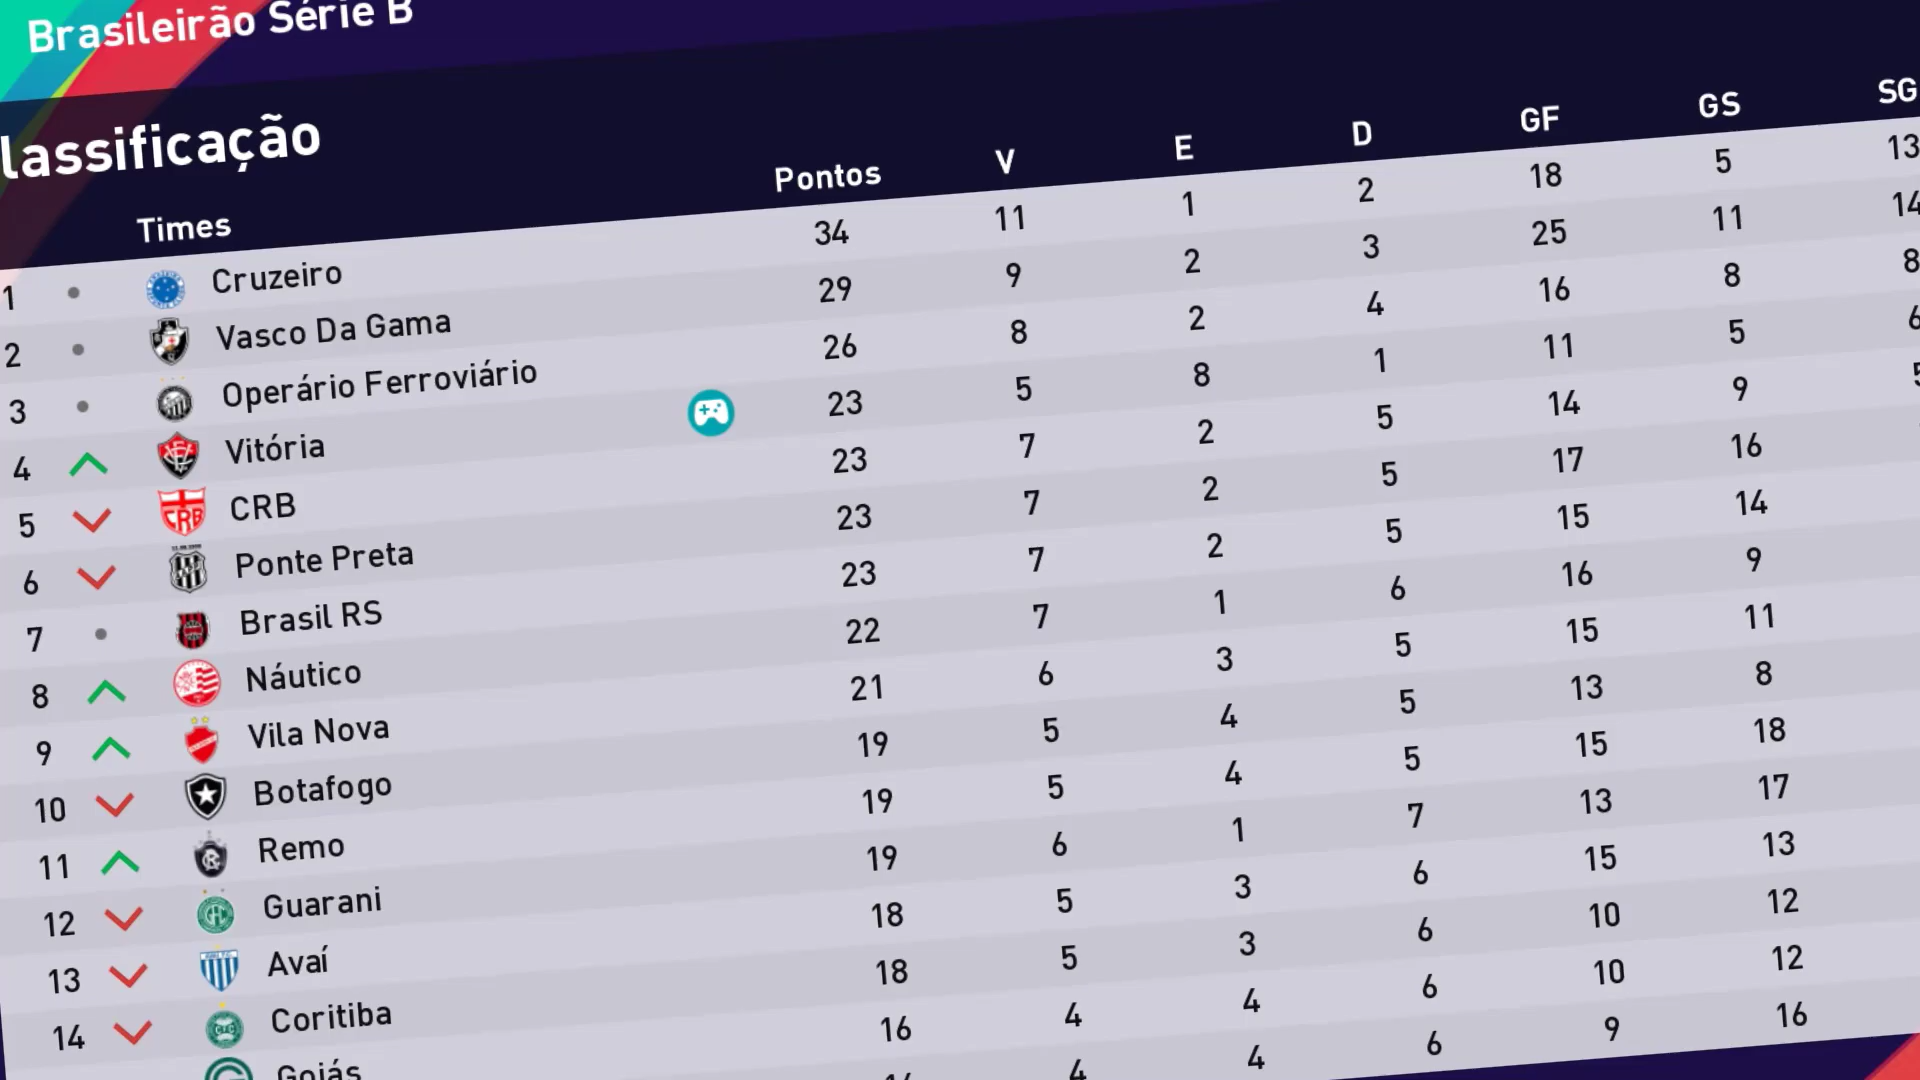 Brasileirão Série B
lassificação
Times Pontos V E D GF GS SG
1 Cruzeiro 34 11 1 2 18 5 13
2 Vasco Da Gama 29 9 2 3 25 11 14
3 Operário Ferroviário 26 8 2 4 16 8 8
4 Vitória 23 5 8 1 11 5 6
5 CRB 23 7 2 5 14 9 5
6 Ponte Preta 23 7 2 5 17 16
7 Brasil RS 23 7 2 5 15 14
8 Náutico 22 7 1 6 16 9
9 Vila Nova 21 6 3 5 15 11
10 Botafogo 19 5 4 5 13 8
11 Remo 19 5 4 5 15 18
12 Guarani 19 6 1 7 13 17
13 Avaí 18 5 3 6 15 13
14 Coritiba 18 5 3 6 10 12
Goiás 16 4 4 6 10 12
4 4 6 9 16